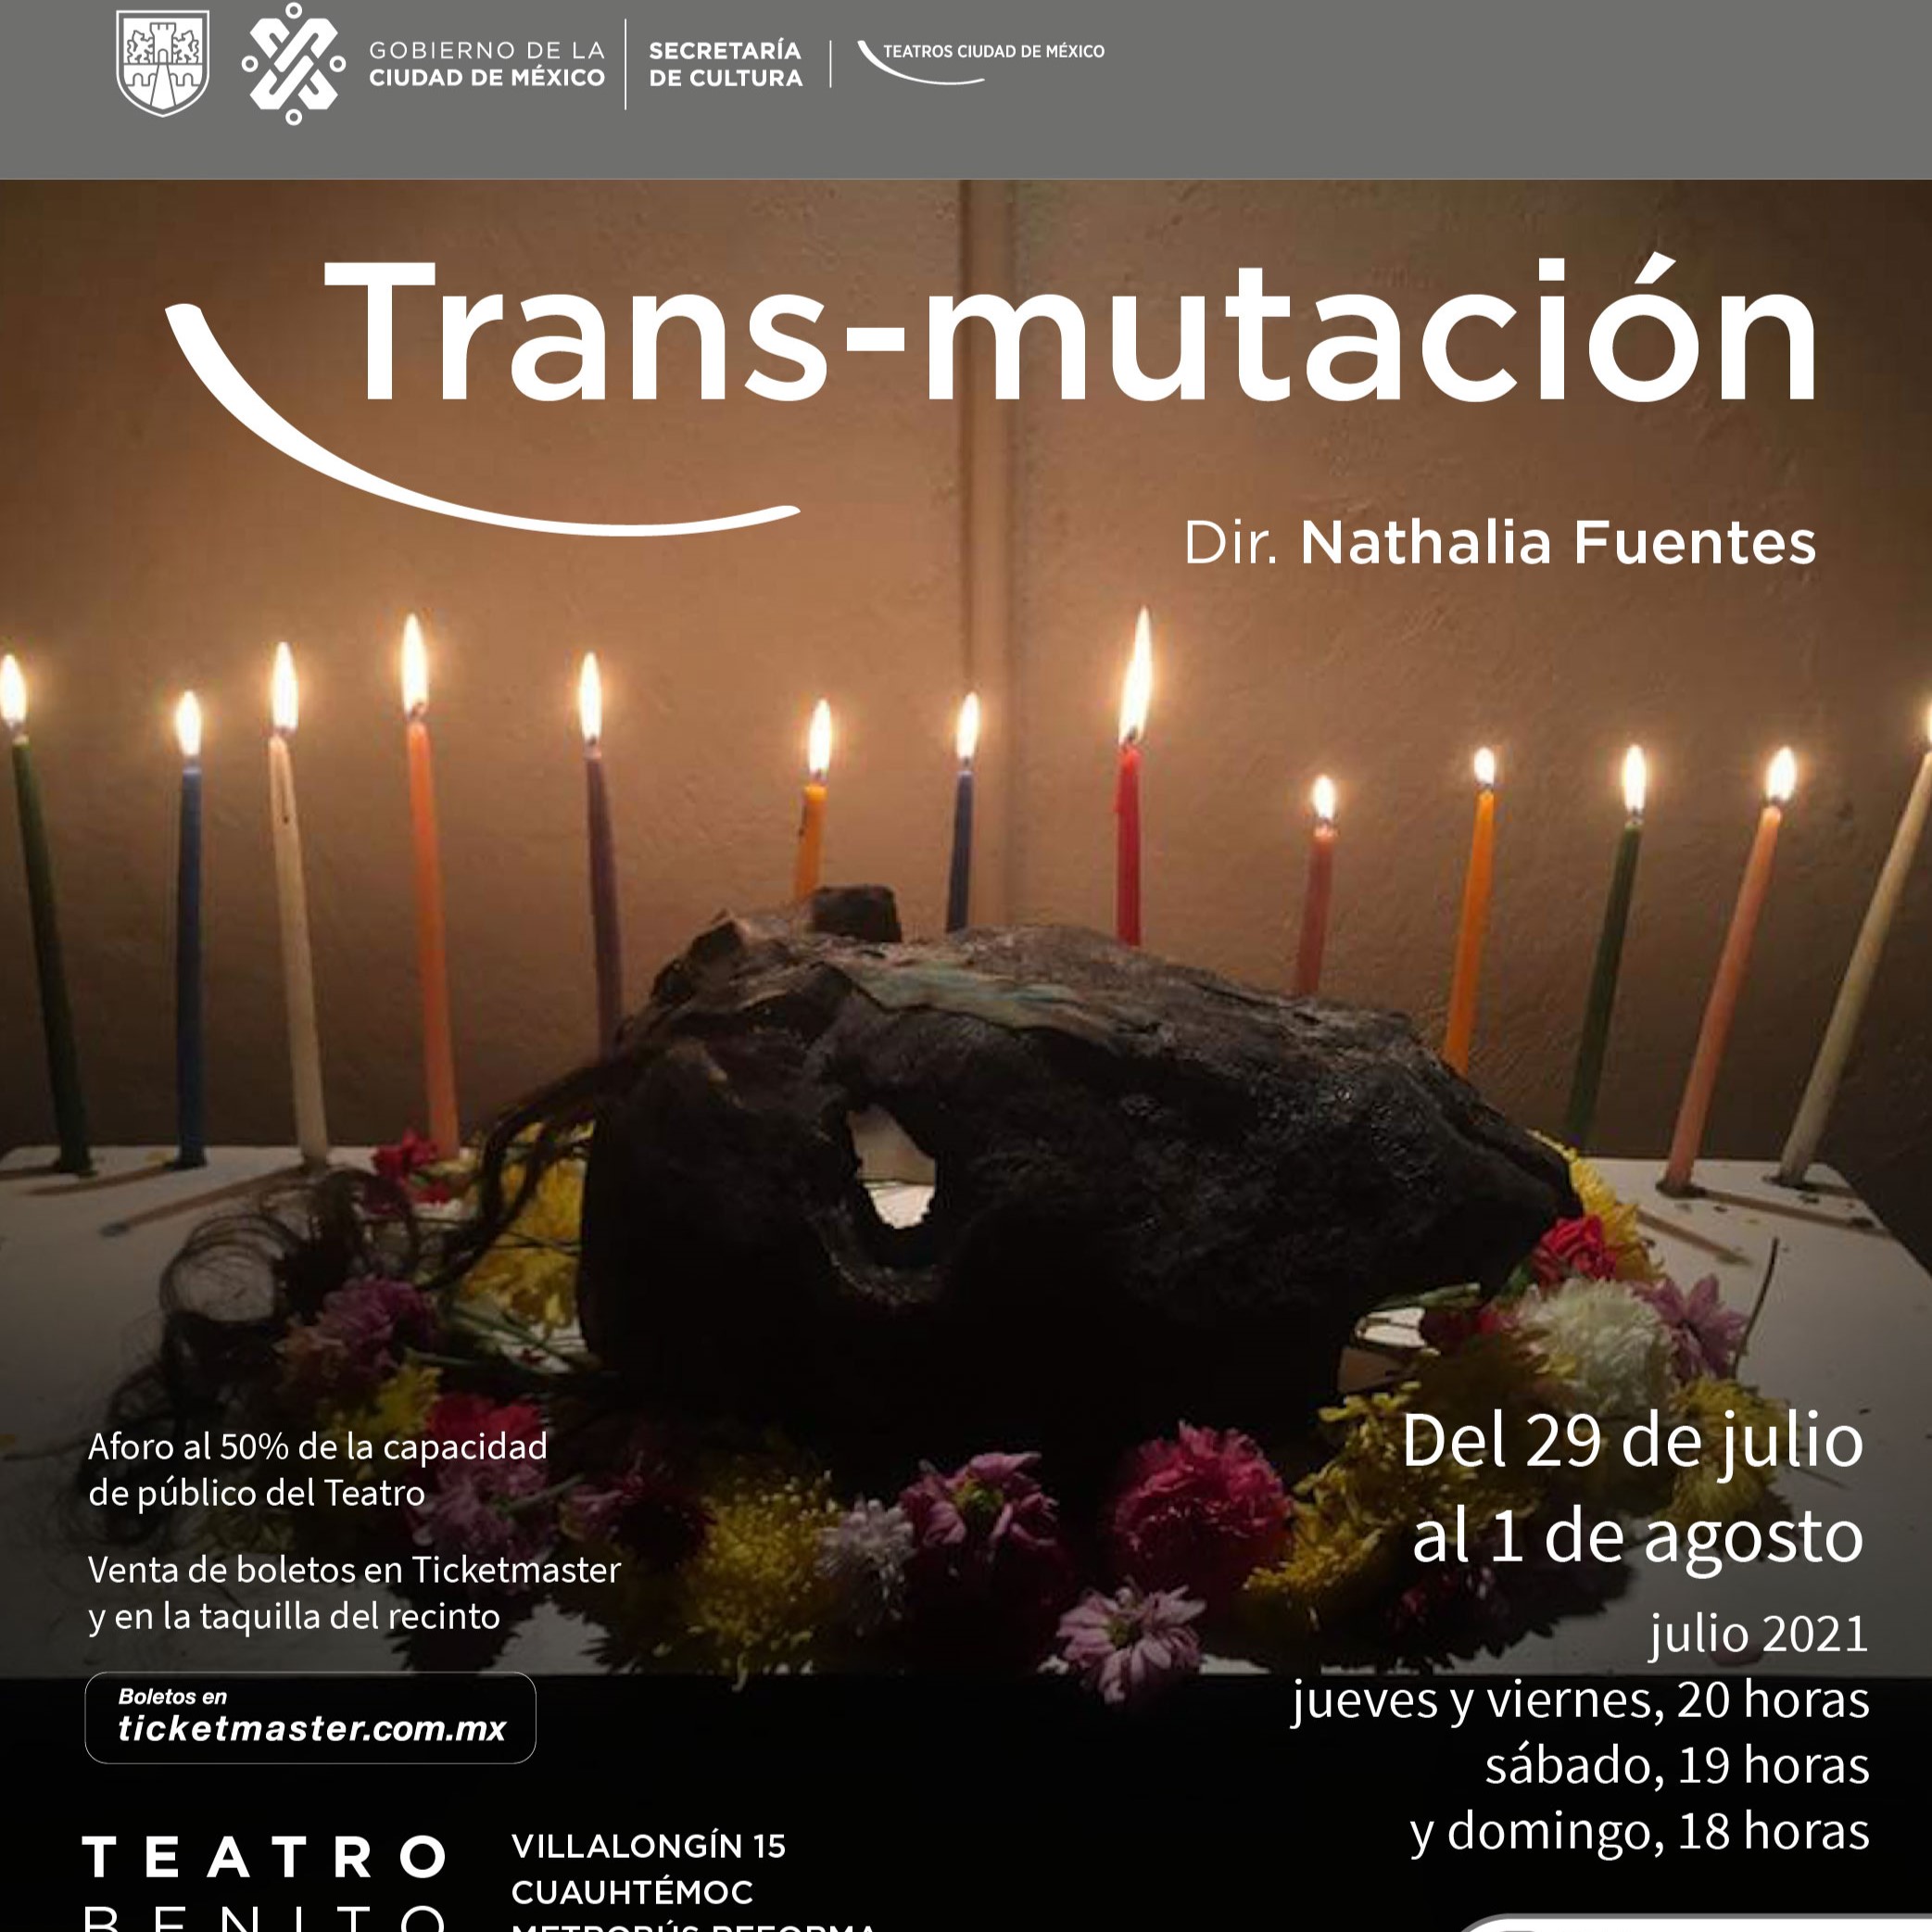 GOBIERNO DE LA
CIUDAD DE MÉXICO
SECRETARÍA
DE CULTURA
TEATROS CIUDAD DE MÉXICO
Trans-mutación
Dir. Nathalia Fuentes
Aforo al 50% de la capacidad
de público del Teatro
Venta de boletos en Ticketmaster
y en la taquilla del recinto
Boletos en
ticketmaster.com.mx
Del 29 de julio
al 1 de agosto
julio 2021
jueves y viernes, 20 horas
sábado, 19 horas
y domingo, 18 horas
TEATRO
BENITO
VILLALONGÍN 15
CUAUHTÉMOC
METROBÚS REFORMA